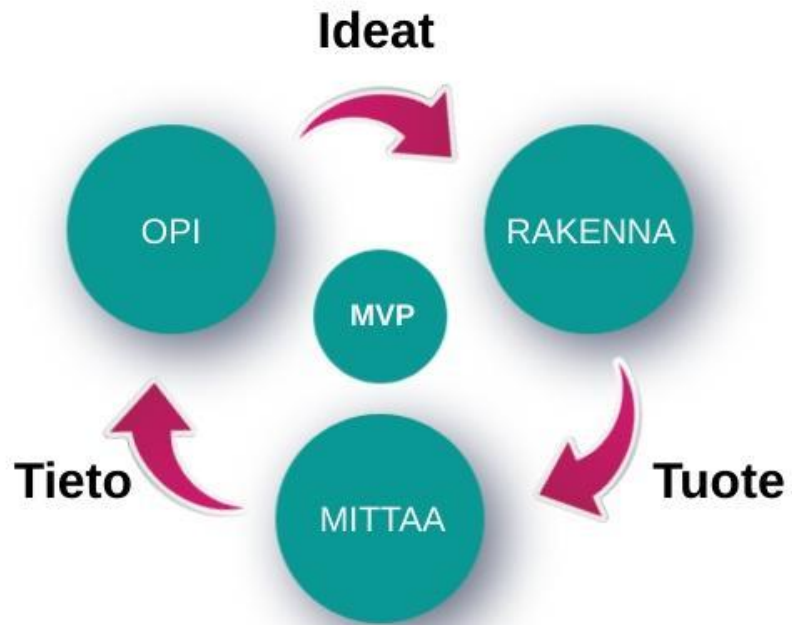 Ideat
OPI
RAKENNA
MVP
Tieto
MITTAA
Tuote